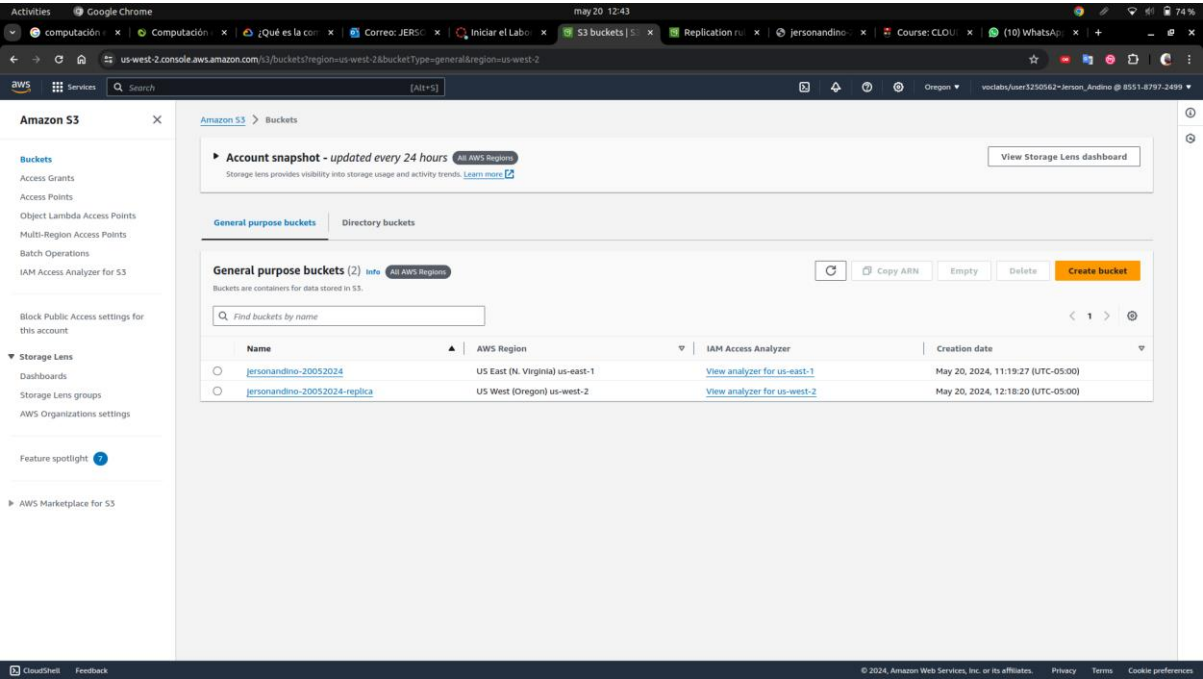 Activities Google Chrome may 20 12:43 74 %
computación e Computación ¿Qué es la com Correo: JERSO Iniciar el Labo S3 buckets | S3 Replication ru jersonandino- Course: CLOU (10) WhatsAp
us-west-2.console.aws.amazon.com/s3/buckets?region=us-west-2&bucketType=general&region=us-west-2
aws Services Search [Alt+S] Oregon voclabs/user3250562=Jerson_Andino @ 8551-8797-2499
Amazon S3
Buckets
Access Grants
Access Points
Object Lambda Access Points
Multi-Region Access Points
Batch Operations
IAM Access Analyzer for S3
Block Public Access settings for
this account
Storage Lens
Dashboards
Storage Lens groups
AWS Organizations settings
Feature spotlight 7
AWS Marketplace for S3
Amazon S3 > Buckets
Account snapshot - updated every 24 hours All AWS Regions View Storage Lens dashboard
Storage lens provides visibility into storage usage and activity trends. Learn more
General purpose buckets Directory buckets
General purpose buckets (2) Info All AWS Regions Copy ARN Empty Delete Create bucket
Buckets are containers for data stored in S3.
Find buckets by name 1
Name AWS Region IAM Access Analyzer Creation date
jersonandino-20052024 US East (N. Virginia) us-east-1 View analyzer for us-east-1 May 20, 2024, 11:19:27 (UTC-05:00)
jersonandino-20052024-replica US West (Oregon) us-west-2 View analyzer for us-west-2 May 20, 2024, 12:18:20 (UTC-05:00)
CloudShell Feedback © 2024, Amazon Web Services, Inc. or its affiliates. Privacy Terms Cookie preferences